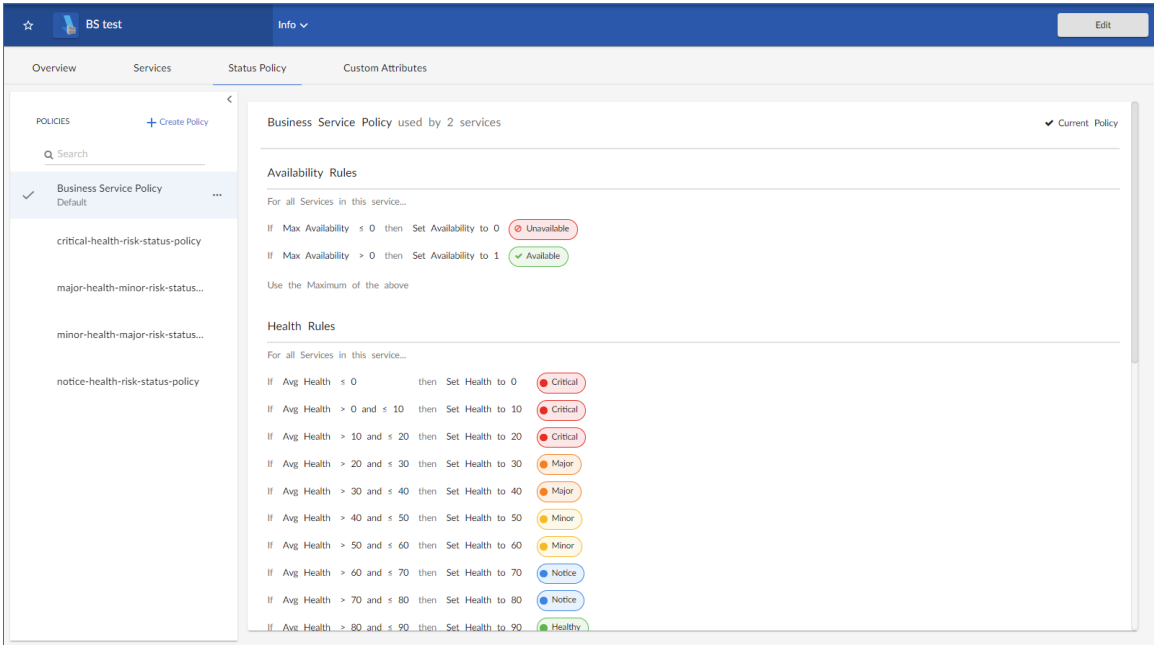 BS test
Info
Edit
Overview Services Status Policy Custom Attributes
POLICIES + Create Policy
Search
Business Service Policy
Default
critical-health-risk-status-policy
major-health-minor-risk-status...
minor-health-major-risk-status...
notice-health-risk-status-policy
Business Service Policy used by 2 services
Current Policy
Availability Rules
For all Services in this service...
If Max Availability ≤ 0 then Set Availability to 0 Unavailable
If Max Availability > 0 then Set Availability to 1 Available
Use the Maximum of the above
Health Rules
For all Services in this service...
If Avg Health ≤ 0 then Set Health to 0 Critical
If Avg Health > 0 and ≤ 10 then Set Health to 10 Critical
If Avg Health > 10 and ≤ 20 then Set Health to 20 Critical
If Avg Health > 20 and ≤ 30 then Set Health to 30 Major
If Avg Health > 30 and ≤ 40 then Set Health to 40 Major
If Avg Health > 40 and ≤ 50 then Set Health to 50 Minor
If Avg Health > 50 and ≤ 60 then Set Health to 60 Minor
If Avg Health > 60 and ≤ 70 then Set Health to 70 Notice
If Avg Health > 70 and ≤ 80 then Set Health to 80 Notice
If Avg Health > 80 and ≤ 90 then Set Health to 90 Healthy